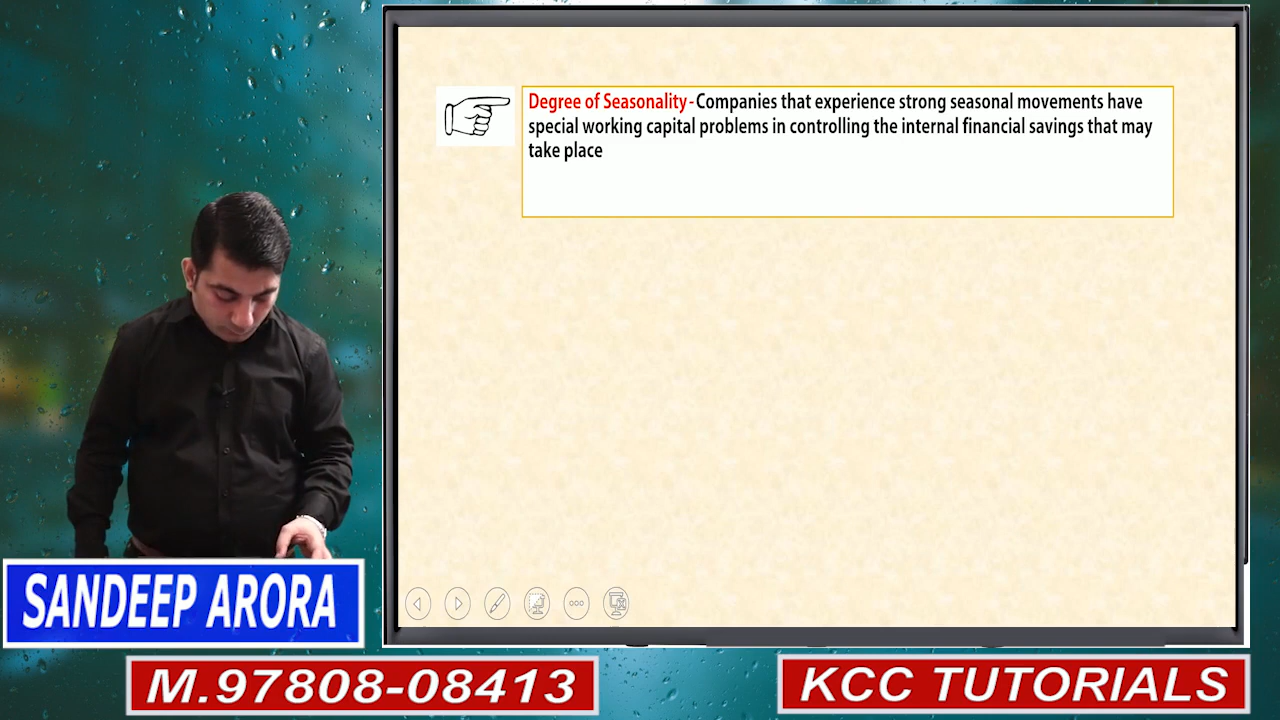 Degree of Seasonality - Companies that experience strong seasonal movements have
special working capital problems in controlling the internal financial savings that may
take place
SANDEEP ARORA
M.97808-08413
KCC TUTORIALS